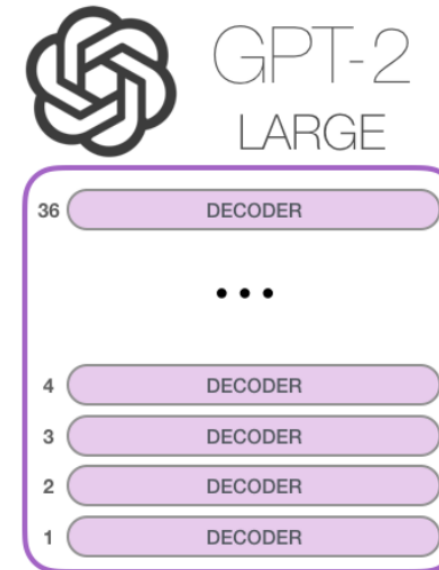 GPT-2
LARGE
36 DECODER
...
4 DECODER
3 DECODER
2 DECODER
1 DECODER